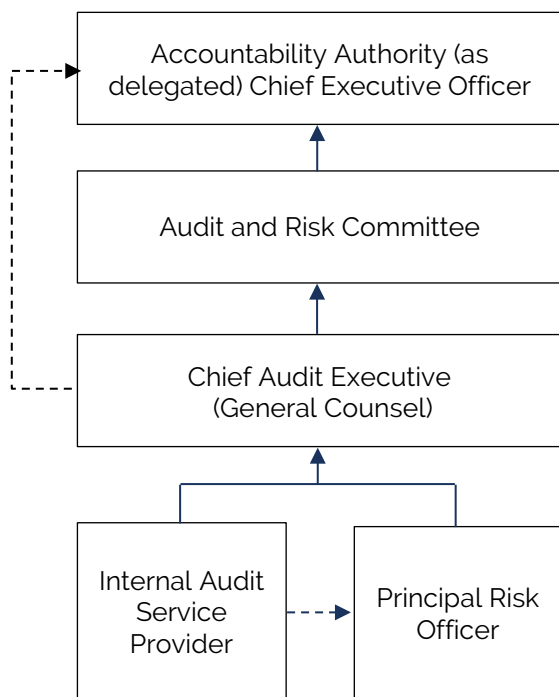 Accountability Authority (as
delegated) Chief Executive Officer
Audit and Risk Committee
Chief Audit Executive
(General Counsel)
Internal Audit
Service
Provider
Principal Risk
Officer